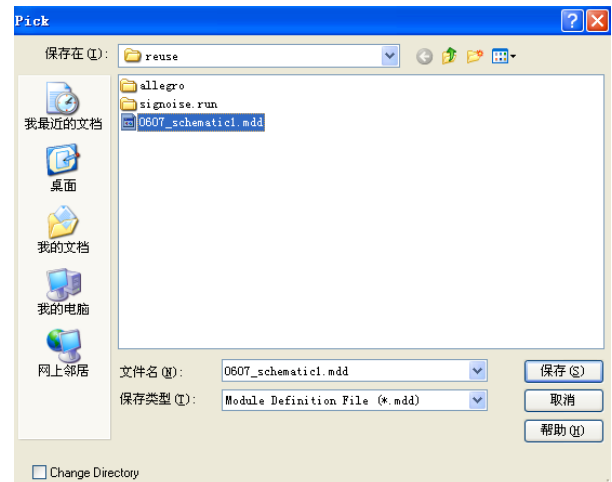 Pick
保存在(I):
reuse
allegro
signoise.run
0607_schematic1.mdd
我最近的文档
桌面
我的文档
我的电脑
网上邻居
文件名(N):
0607_schematic1.mdd
保存(S)
保存类型(T):
Module Definition File (*.mdd)
取消
帮助(H)
Change Directory